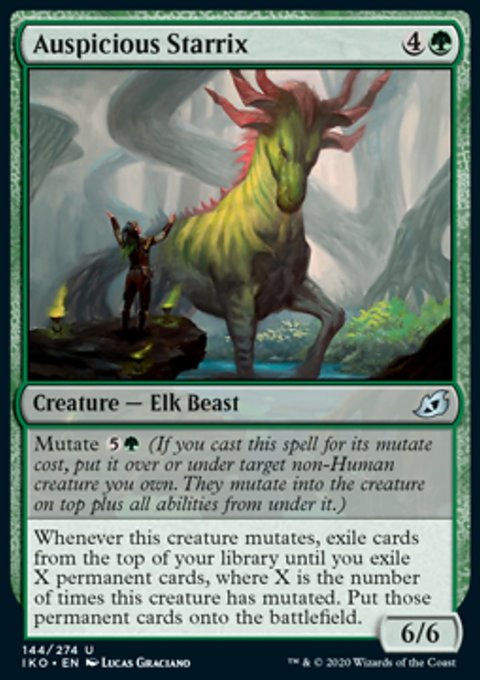 Auspicious Starrix 4
Creature — Elk Beast
Mutate 5 (If you cast this spell for its mutate
cost, put it over or under target non-Human
creature you own. They mutate into the creature
on top plus all abilities from under it.)
Whenever this creature mutates, exile cards
from the top of your library until you exile
X permanent cards, where X is the number
of times this creature has mutated. Put those
permanent cards onto the battlefield.
6/6
144/274 U
IKO • EN Lucas Graciano
™ & © 2020 Wizards of the Coast